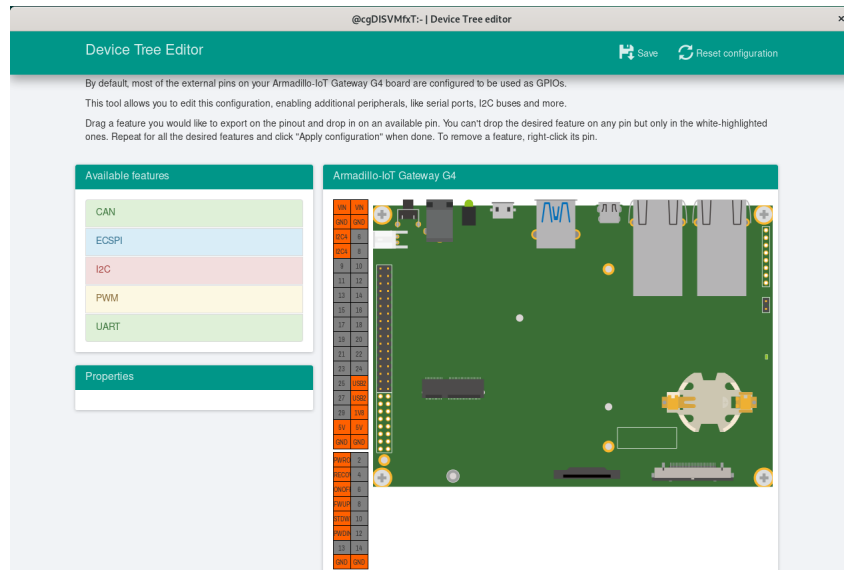 @cgDISVMfxT:~ | Device Tree editor
×
Device Tree Editor
Save
Reset configuration
By default, most of the external pins on your Armadillo-IoT Gateway G4 board are configured to be used as GPIOs.
This tool allows you to edit this configuration, enabling additional peripherals, like serial ports, I2C buses and more.
Drag a feature you would like to export on the pinout and drop in on an available pin. You can't drop the desired feature on any pin but only in the white-highlighted
ones. Repeat for all the desired features and click "Apply configuration" when done. To remove a feature, right-click its pin.
Available features
CAN
ECSPI
I2C
PWM
UART
Properties
Armadillo-IoT Gateway G4
VIN VIN
GND GND
I2C4 6
I2C4 8
9 10
11 12
13 14
15 16
17 18
19 20
21 22
23 24
25 USB2
27 USB2
29 1V8
5V 5V
GND GND
PWRO 2
RECO 4
ONOF 6
FWUP 8
STDW 10
PWDN 12
13 14
GND GND